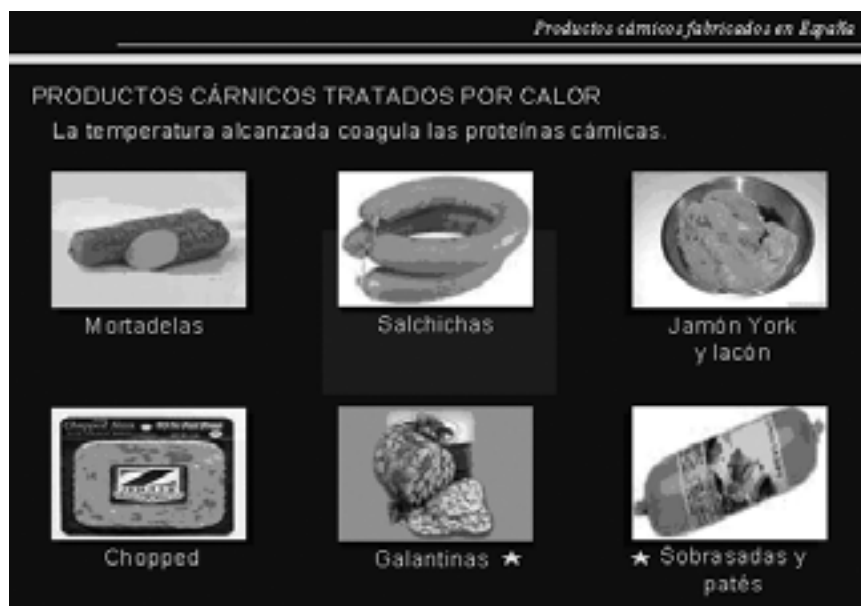 Productos cárnicos fabricados en España
PRODUCTOS CÁRNICOS TRATADOS POR CALOR
La temperatura alcanzada coagula las proteínas cárnicas.
Mortadelas
Salchichas
Jamón York
y lacón
Chopped
Chopped
Galantinas ★
★ Sobrasadas y
patés